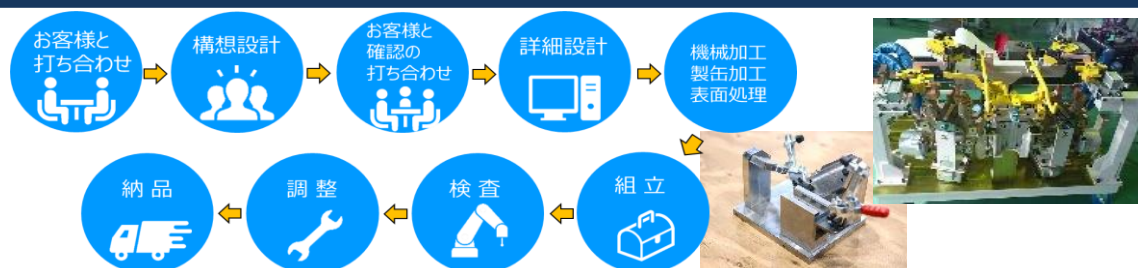 お客様と
打ち合わせ
構想設計
お客様と
確認の
打ち合わせ
詳細設計
機械加工
製缶加工
表面処理
組立
検査
調整
納品